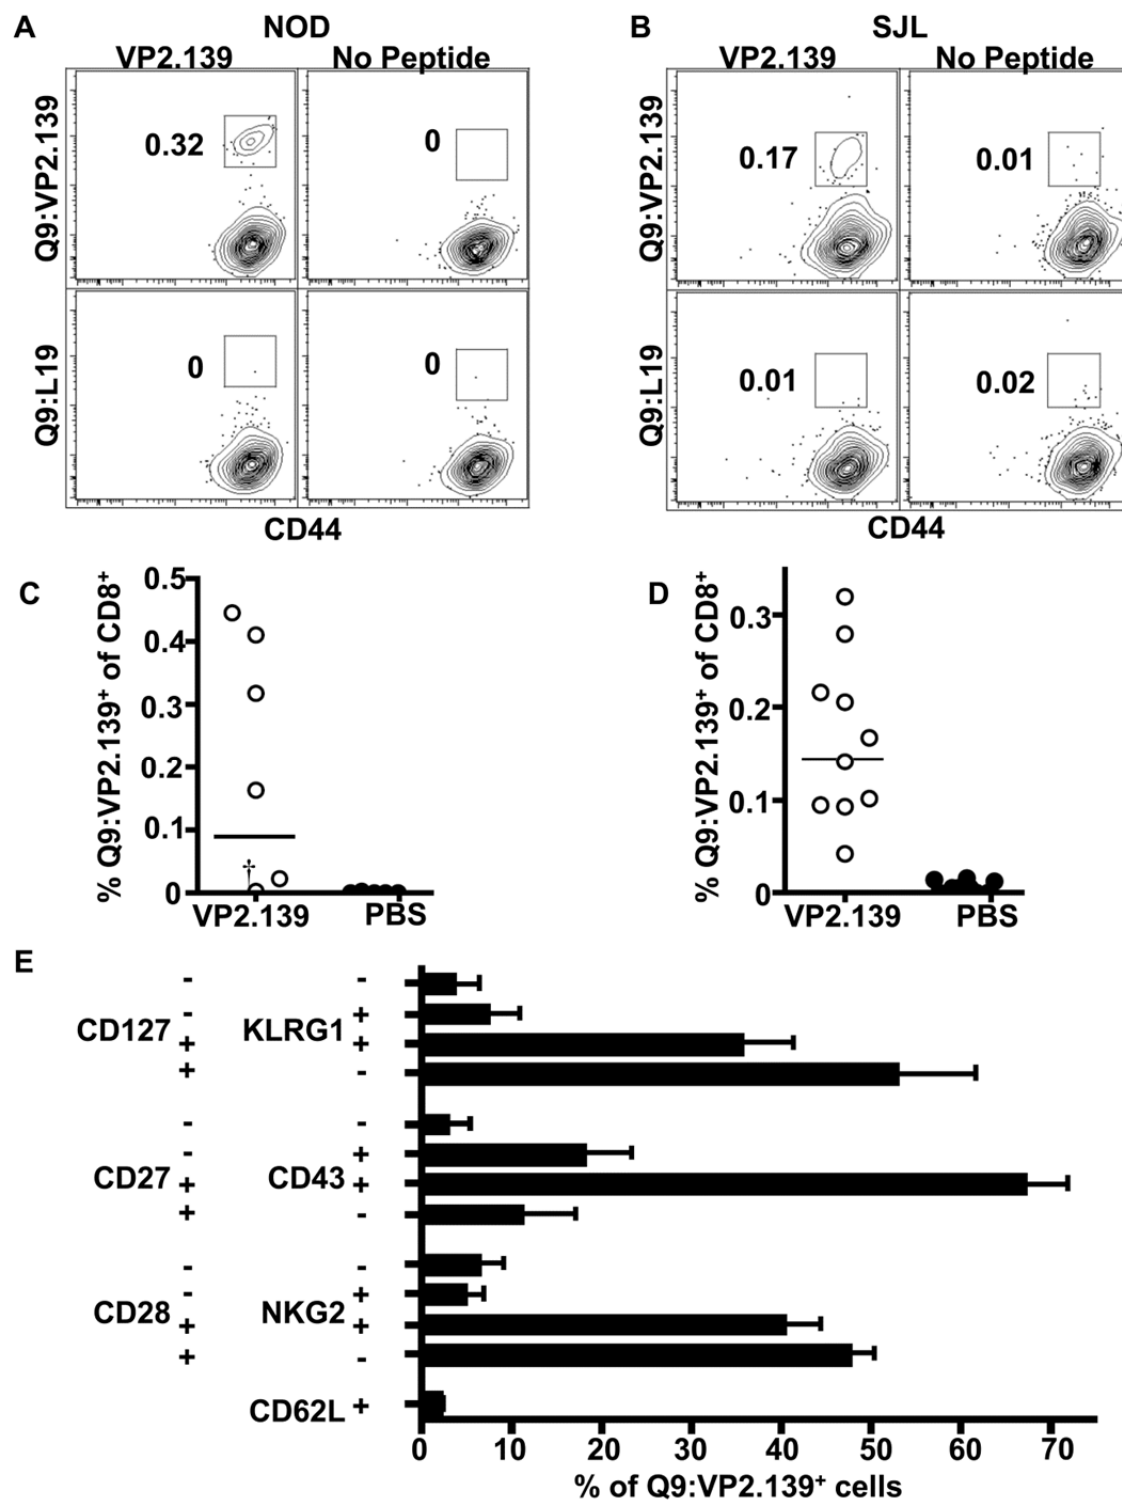 A NOD
VP2.139 No Peptide
Q9:VP2.139
0.32 0
Q9:L19
0 0
CD44
B SJL
VP2.139 No Peptide
Q9:VP2.139
0.17 0.01
Q9:L19
0.01 0.02
CD44
C
% Q9:VP2.139⁺ of CD8⁺
0.5
0.4
0.3
0.2
0.1
†
0
VP2.139 PBS
D
% Q9:VP2.139⁺ of CD8⁺
0.3
0.2
0.1
0
VP2.139 PBS
E
- -
- +
CD127 KLRG1
+ +
+ -
- -
- +
CD27 CD43
+ +
+ -
- -
- +
CD28 NKG2
+ +
+ -
CD62L +
0 10 20 30 40 50 60 70
% of Q9:VP2.139⁺ cells